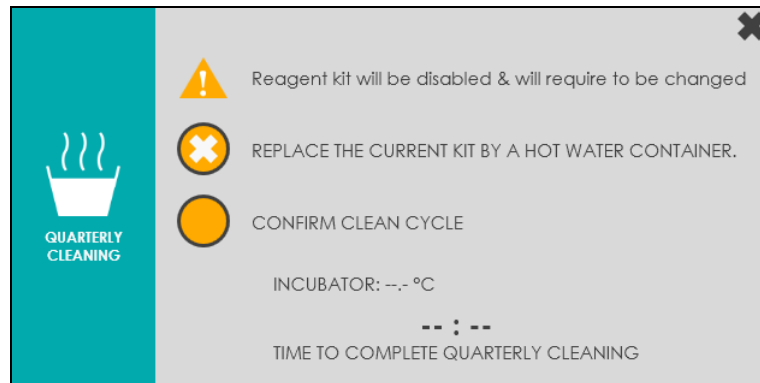 Reagent kit will be disabled & will require to be changed
REPLACE THE CURRENT KIT BY A HOT WATER CONTAINER.
QUARTERLY
CLEANING
CONFIRM CLEAN CYCLE
INCUBATOR: --.- °C
-- : --
TIME TO COMPLETE QUARTERLY CLEANING